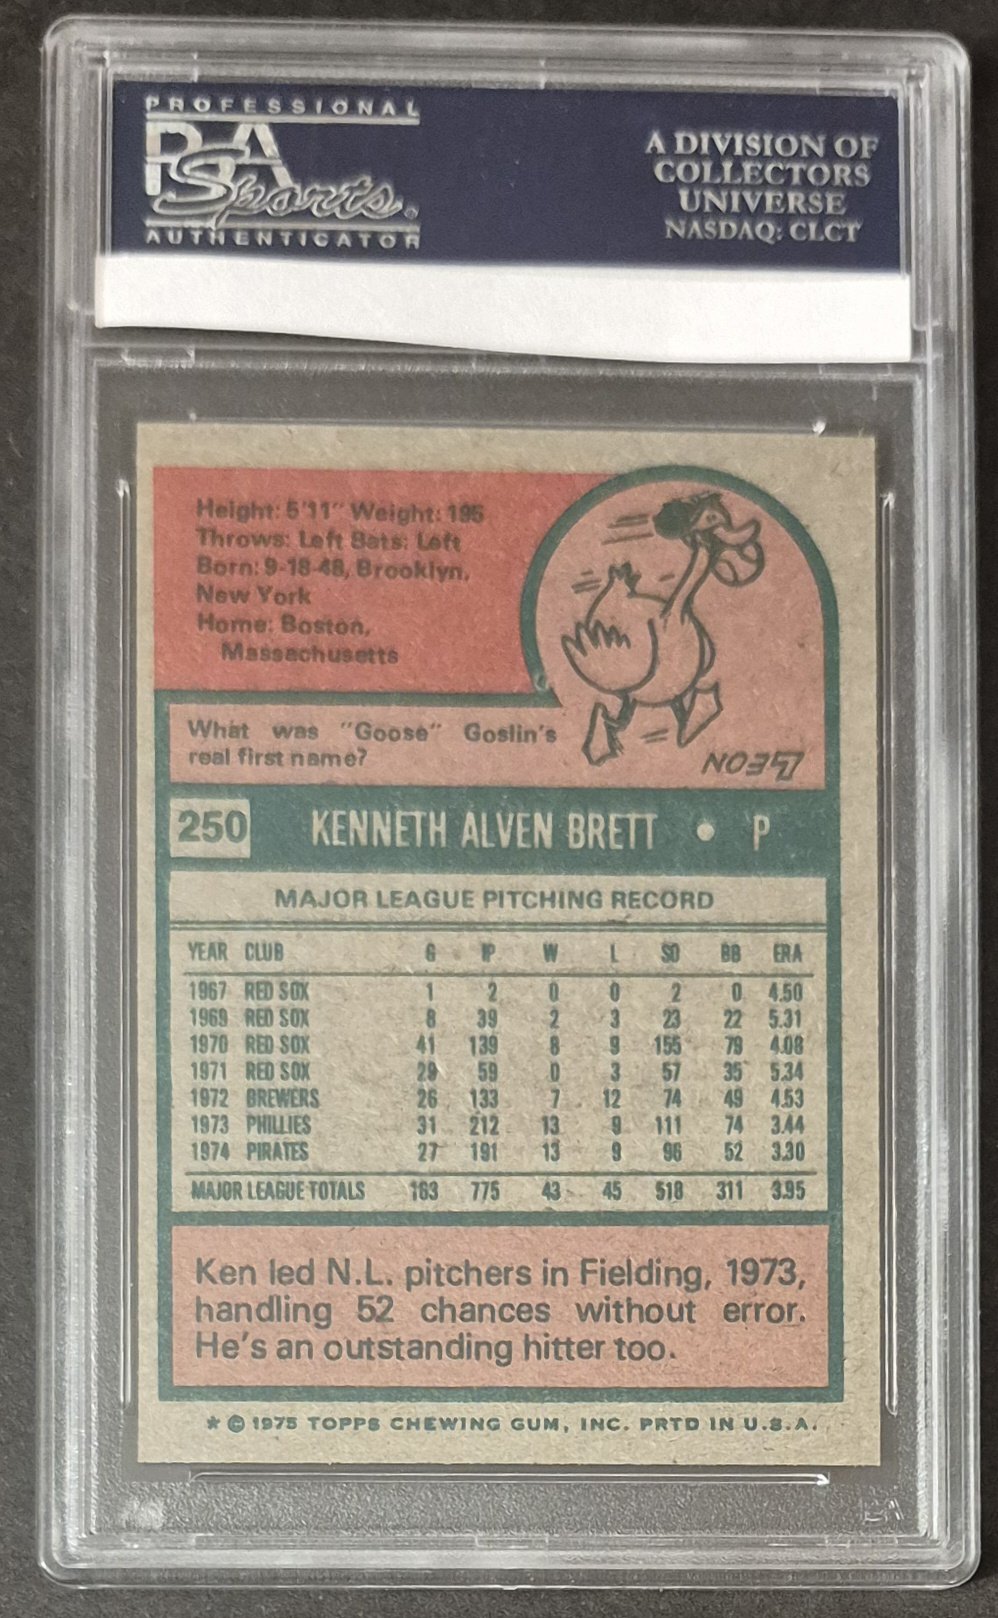 PROFESSIONAL
PSA
Sports.
AUTHENTICATOR
A DIVISION OF
COLLECTORS
UNIVERSE
NASDAQ: CLCT
Height: 5'11" Weight: 195
Throws: Left Bats: Left
Born: 9-18-48, Brooklyn,
New York
Home: Boston,
Massachusetts
What was "Goose" Goslin's
real first name?
LEON
250 KENNETH ALVEN BRETT • P
MAJOR LEAGUE PITCHING RECORD
YEAR CLUB G IP W L SO BB ERA
1967 RED SOX 1 2 0 0 2 0 4.50
1969 RED SOX 8 39 2 3 23 22 5.31
1970 RED SOX 41 139 8 9 155 79 4.08
1971 RED SOX 29 59 0 3 57 35 5.34
1972 BREWERS 26 133 7 12 74 49 4.53
1973 PHILLIES 31 212 13 9 111 74 3.44
1974 PIRATES 27 191 13 9 96 52 3.30
MAJOR LEAGUE TOTALS 163 775 43 45 518 311 3.95
Ken led N.L. pitchers in Fielding, 1973,
handling 52 chances without error.
He's an outstanding hitter too.
* © 1975 TOPPS CHEWING GUM, INC. PRTD IN U.S.A.